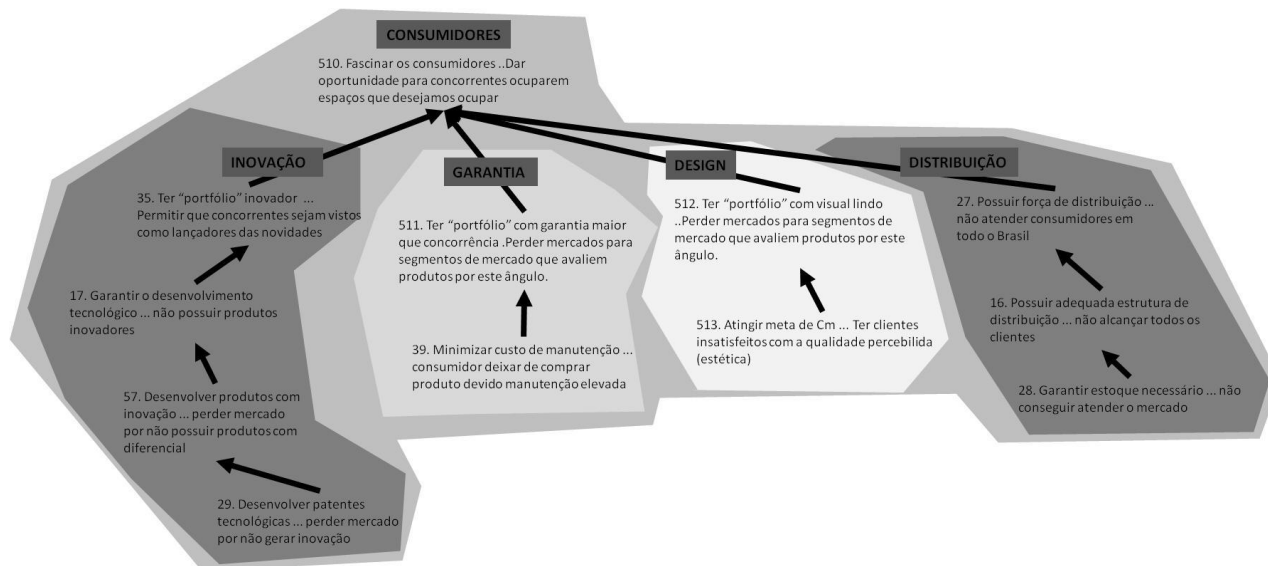 CONSUMIDORES
510. Fascinar os consumidores ..Dar
oportunidade para concorrentes ocuparem
espaços que desejamos ocupar
INOVAÇÃO
35. Ter “portfólio” inovador ...
Permitir que concorrentes sejam vistos
como lançadores das novidades
17. Garantir o desenvolvimento
tecnológico ... não possuir produtos
inovadores
57. Desenvolver produtos com
inovação ... perder mercado
por não possuir produtos com
diferencial
29. Desenvolver patentes
tecnológicas ... perder mercado
por não gerar inovação
GARANTIA
511. Ter “portfólio” com garantia maior
que concorrência .Perder mercados para
segmentos de mercado que avaliem
produtos por este ângulo.
39. Minimizar custo de manutenção ...
consumidor deixar de comprar
produto devido manutenção elevada
DESIGN
512. Ter “portfólio” com visual lindo
..Perder mercados para segmentos de
mercado que avaliem produtos por este
ângulo.
513. Atingir meta de Cm ... Ter clientes
insatisfeitos com a qualidade percebilida
(estética)
DISTRIBUIÇÃO
27. Possuir força de distribuição ...
não atender consumidores em
todo o Brasil
16. Possuir adequada estrutura de
distribuição ... não alcançar todos os
clientes
28. Garantir estoque necessário ... não
conseguir atender o mercado